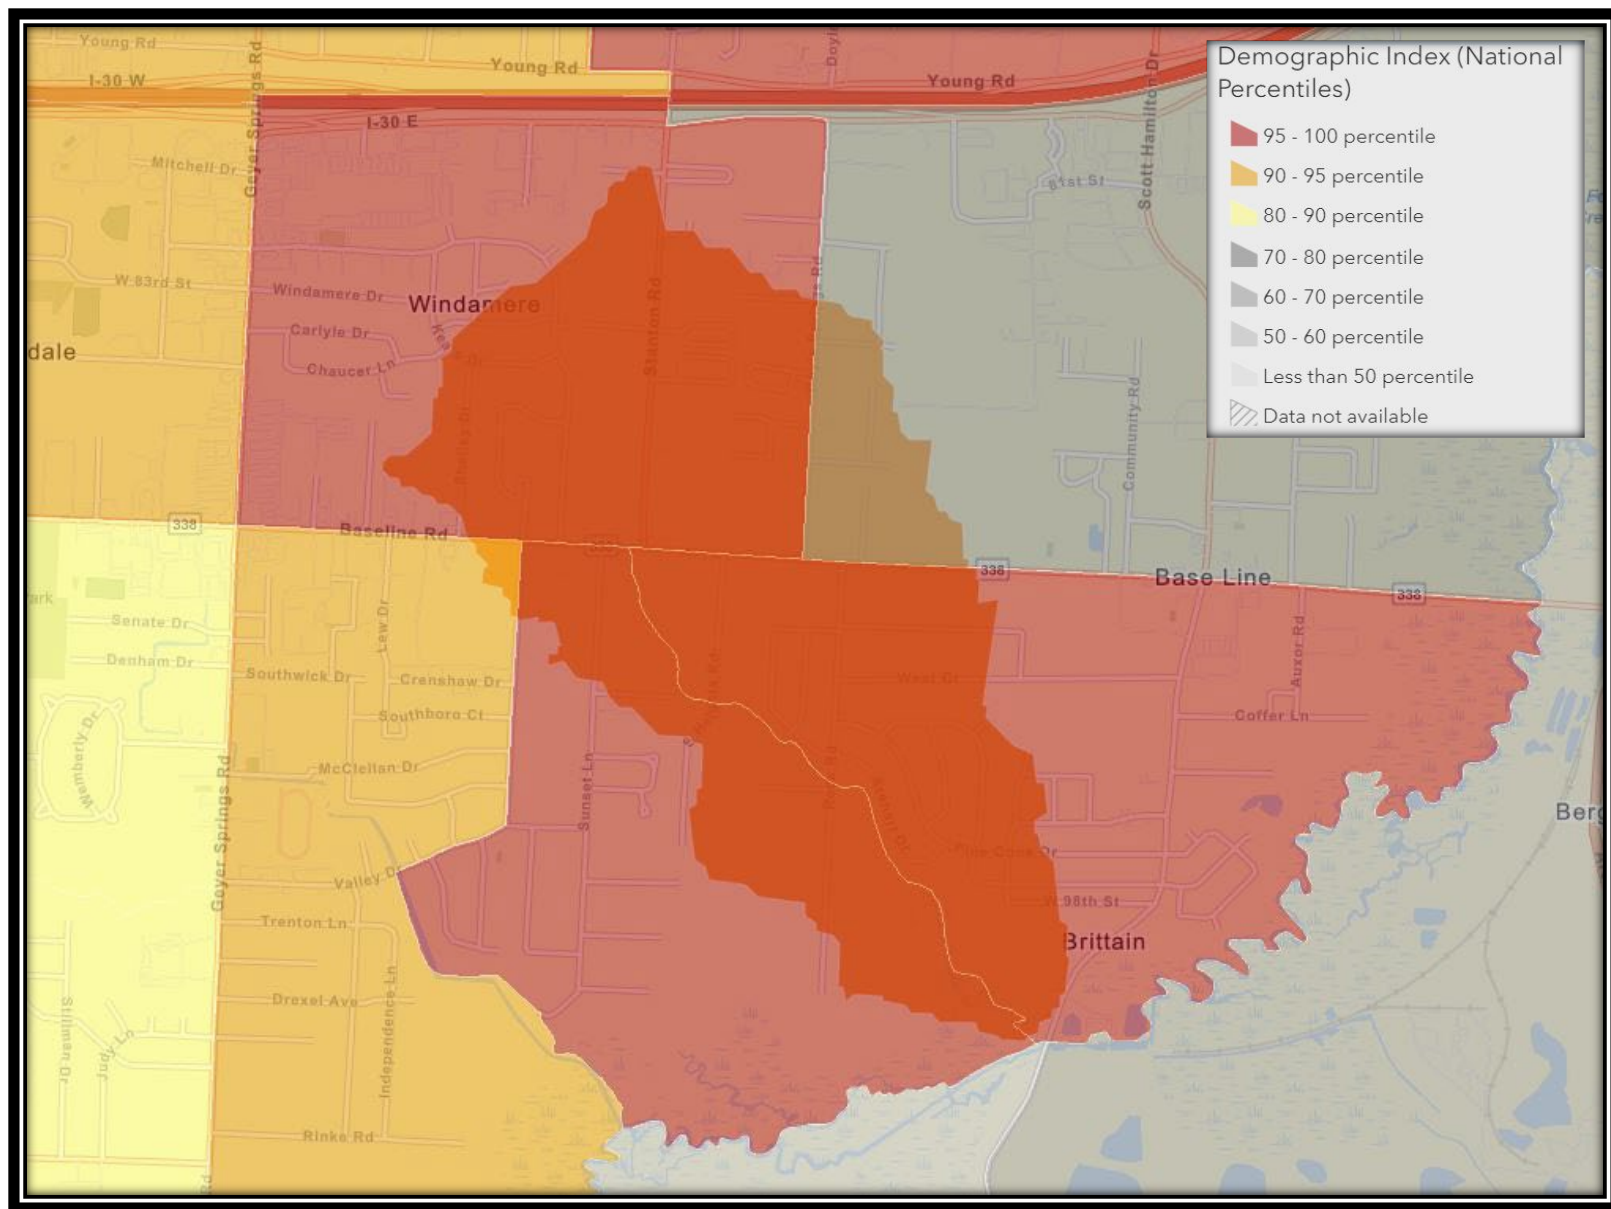 Young Rd
I-30 W
Geyer Springs Rd
Young Rd
Young Rd
Scott Hamilton Dr
I-30 E
Mitchell Dr
81st St
W 83rd St
Windamere Dr
Windamere
Carlyle Dr
Chaucer Ln
Stanton Rd
dale
Community Rd
338
Baseline Rd
338
Base Line
338
Senate Dr
Denham Dr
Lew Dr
Southwick Dr
Crenshaw Dr
Southboro Ct
McClellan Dr
Wamberly Dr
Geyer Springs Rd
Sunset Ln
West Ct
Auxor Rd
Coffer Ln
Valley Dr
Pine Cone Dr
W 98th St
Brittain
Trenton Ln
Drexel Ave
Independence Ln
Stillman Dr
Judy Ln
Rinke Rd
Rd
Demographic Index (National
Percentiles)
95 - 100 percentile
90 - 95 percentile
80 - 90 percentile
70 - 80 percentile
60 - 70 percentile
50 - 60 percentile
Less than 50 percentile
Data not available